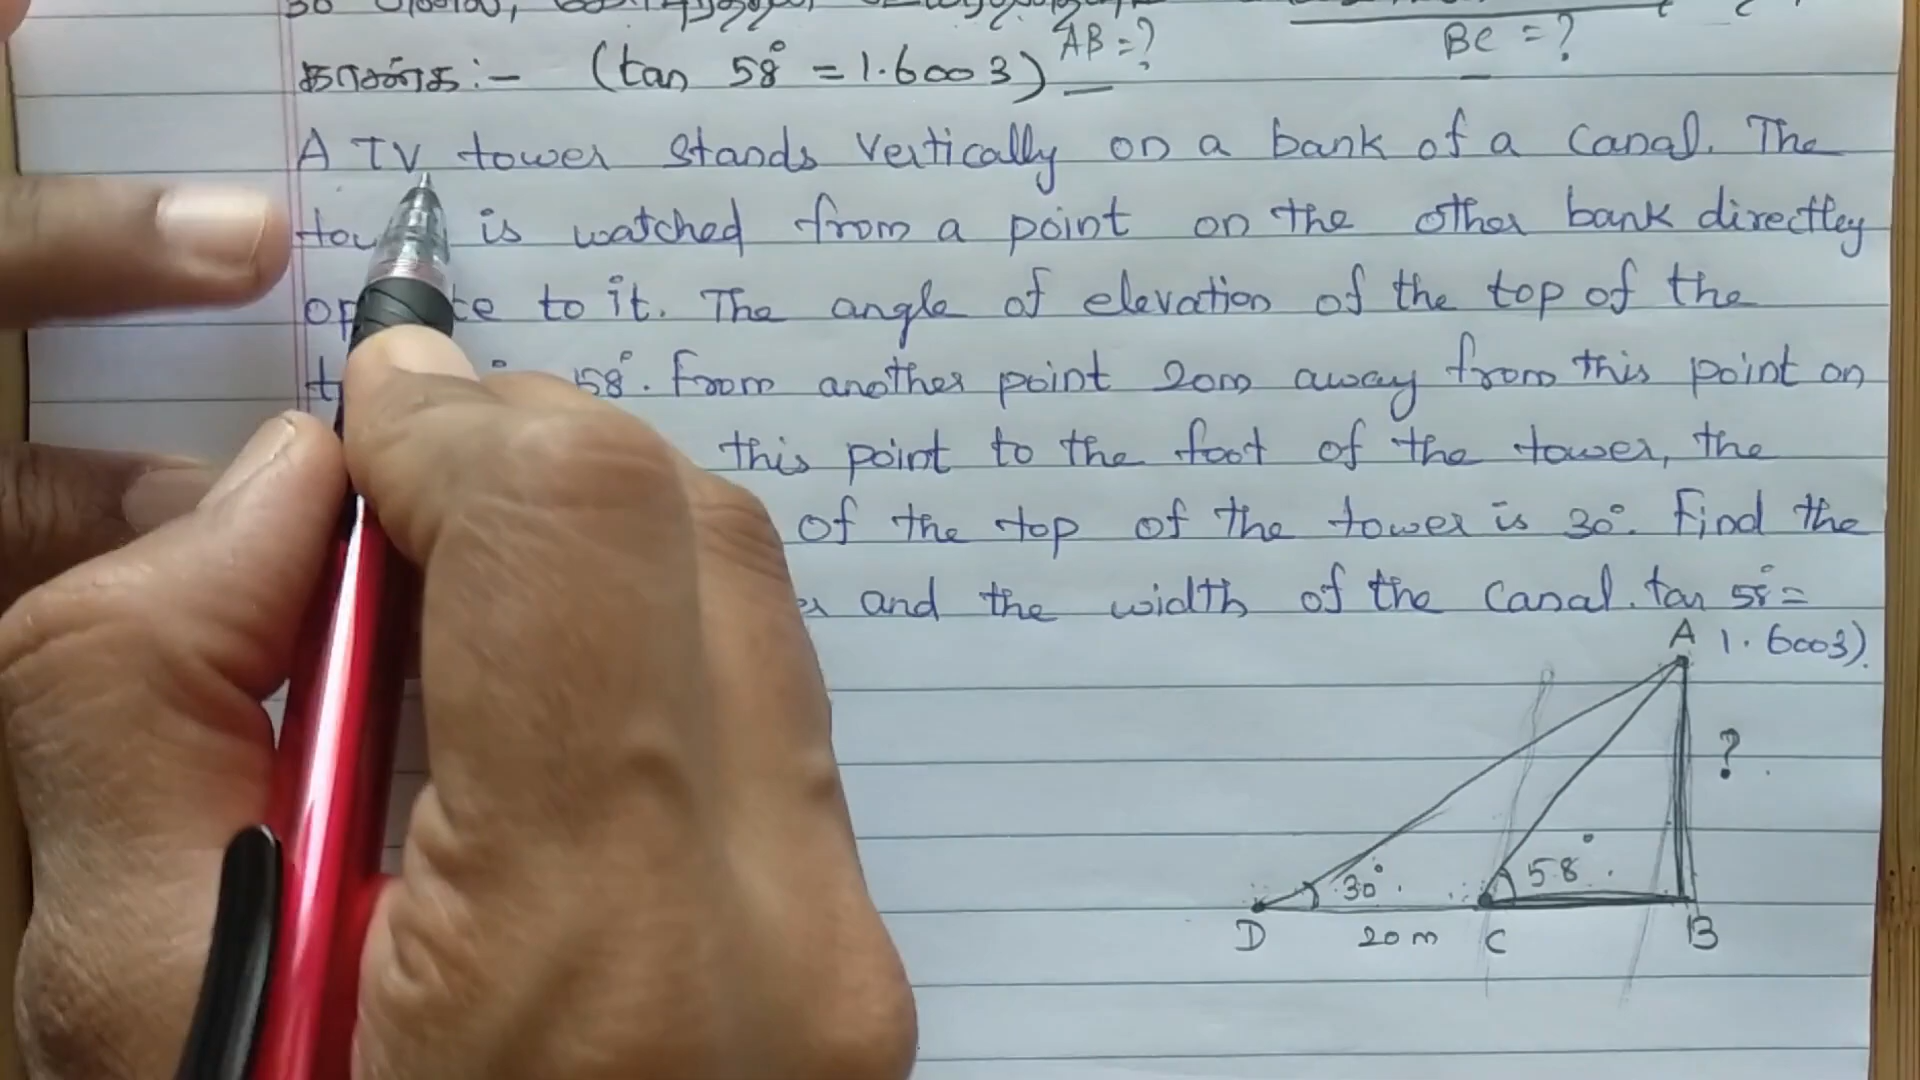 காண்க:- (tan 58° = 1.6003) AB = ?
BC = ?
A TV tower stands vertically on a bank of a canal. The
is watched from a point on the other bank directley
to it. The angle of elevation of the top of the
58°. From another point 20m away from this point on
this point to the foot of the tower, the
of the top of the tower is 30°. Find the
and the width of the canal. tan 58° =
1.6003).
A
?
30°
58°
D 20 m C B